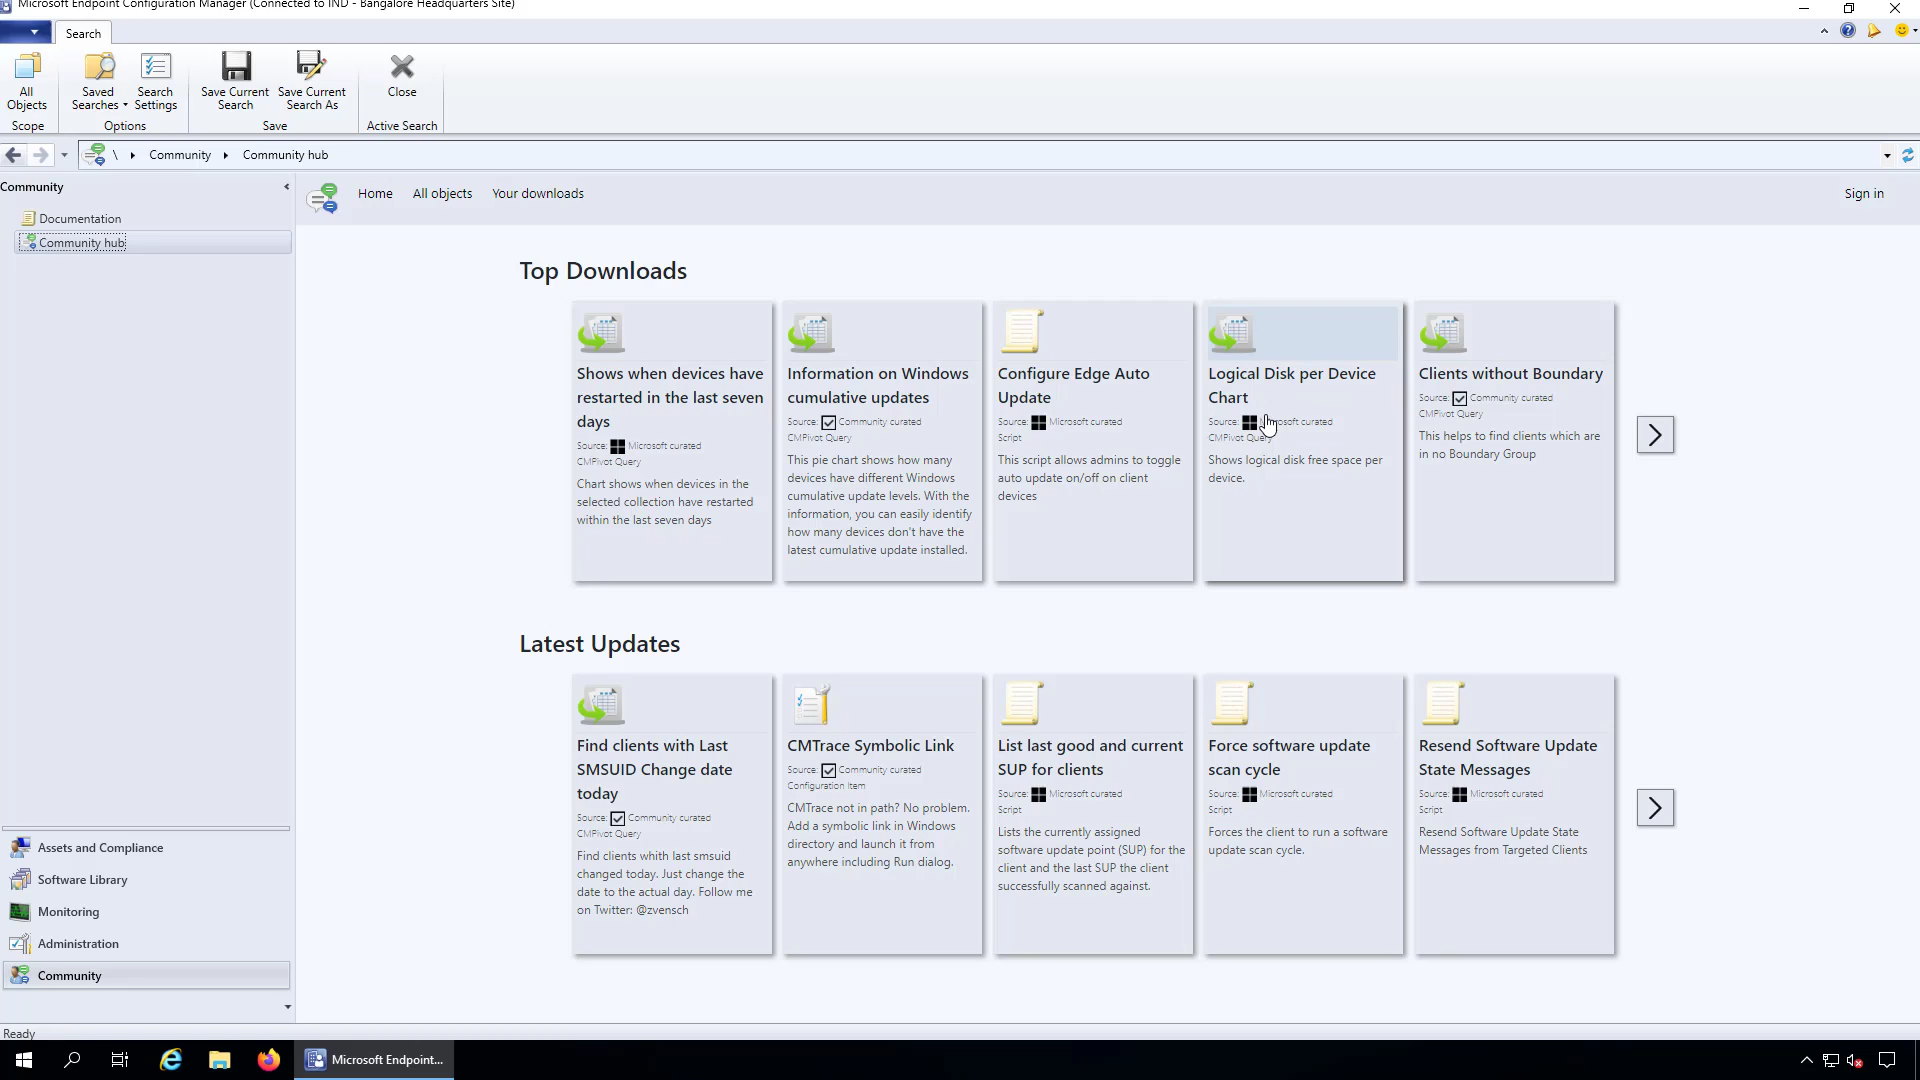 Microsoft Endpoint Configuration Manager (Connected to IND - Bangalore Headquarters Site)
Search
All
Objects
Saved
Searches
Search
Settings
Save Current
Search
Save Current
Search As
Close
Scope
Options
Save
Active Search
\ Community Community hub
Community
Documentation
Community hub
Home All objects Your downloads Sign in
Top Downloads
Shows when devices have
restarted in the last seven
days
Source: Microsoft curated
CMPivot Query
Chart shows when devices in the
selected collection have restarted
within the last seven days
Information on Windows
cumulative updates
Source: Community curated
CMPivot Query
This pie chart shows how many
devices have different Windows
cumulative update levels. With the
information, you can easily identify
how many devices don't have the
latest cumulative update installed.
Configure Edge Auto
Update
Source: Microsoft curated
Script
This script allows admins to toggle
auto update on/off on client
devices
Logical Disk per Device
Chart
Source: Microsoft curated
CMPivot Query
Shows logical disk free space per
device.
Clients without Boundary
Source: Community curated
CMPivot Query
This helps to find clients which are
in no Boundary Group
Latest Updates
Find clients with Last
SMSUID Change date
today
Source: Community curated
CMPivot Query
Find clients whith last smsuid
changed today. Just change the
date to the actual day. Follow me
on Twitter: @zvensch
CMTrace Symbolic Link
Source: Community curated
Configuration Item
CMTrace not in path? No problem.
Add a symbolic link in Windows
directory and launch it from
anywhere including Run dialog.
List last good and current
SUP for clients
Source: Microsoft curated
Script
Lists the currently assigned
software update point (SUP) for the
client and the last SUP the client
successfully scanned against.
Force software update
scan cycle
Source: Microsoft curated
Script
Forces the client to run a software
update scan cycle.
Resend Software Update
State Messages
Source: Microsoft curated
Script
Resend Software Update State
Messages from Targeted Clients
Assets and Compliance
Software Library
Monitoring
Administration
Community
Ready
Microsoft Endpoint...